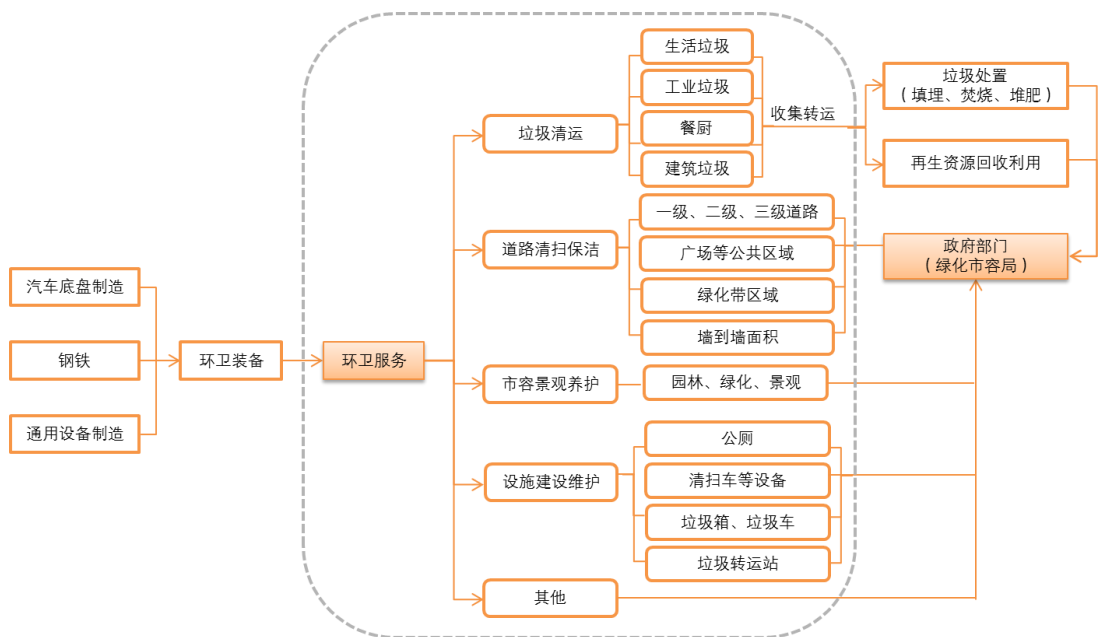 汽车底盘制造
钢铁
通用设备制造
环卫装备
环卫服务
垃圾清运
生活垃圾
工业垃圾
餐厨
建筑垃圾
收集转运
垃圾处置
（填埋、焚烧、堆肥）
再生资源回收利用
道路清扫保洁
一级、二级、三级道路
广场等公共区域
绿化带区域
墙到墙面积
政府部门
（绿化市容局）
市容景观养护
园林、绿化、景观
设施建设维护
公厕
清扫车等设备
垃圾箱、垃圾车
垃圾转运站
其他